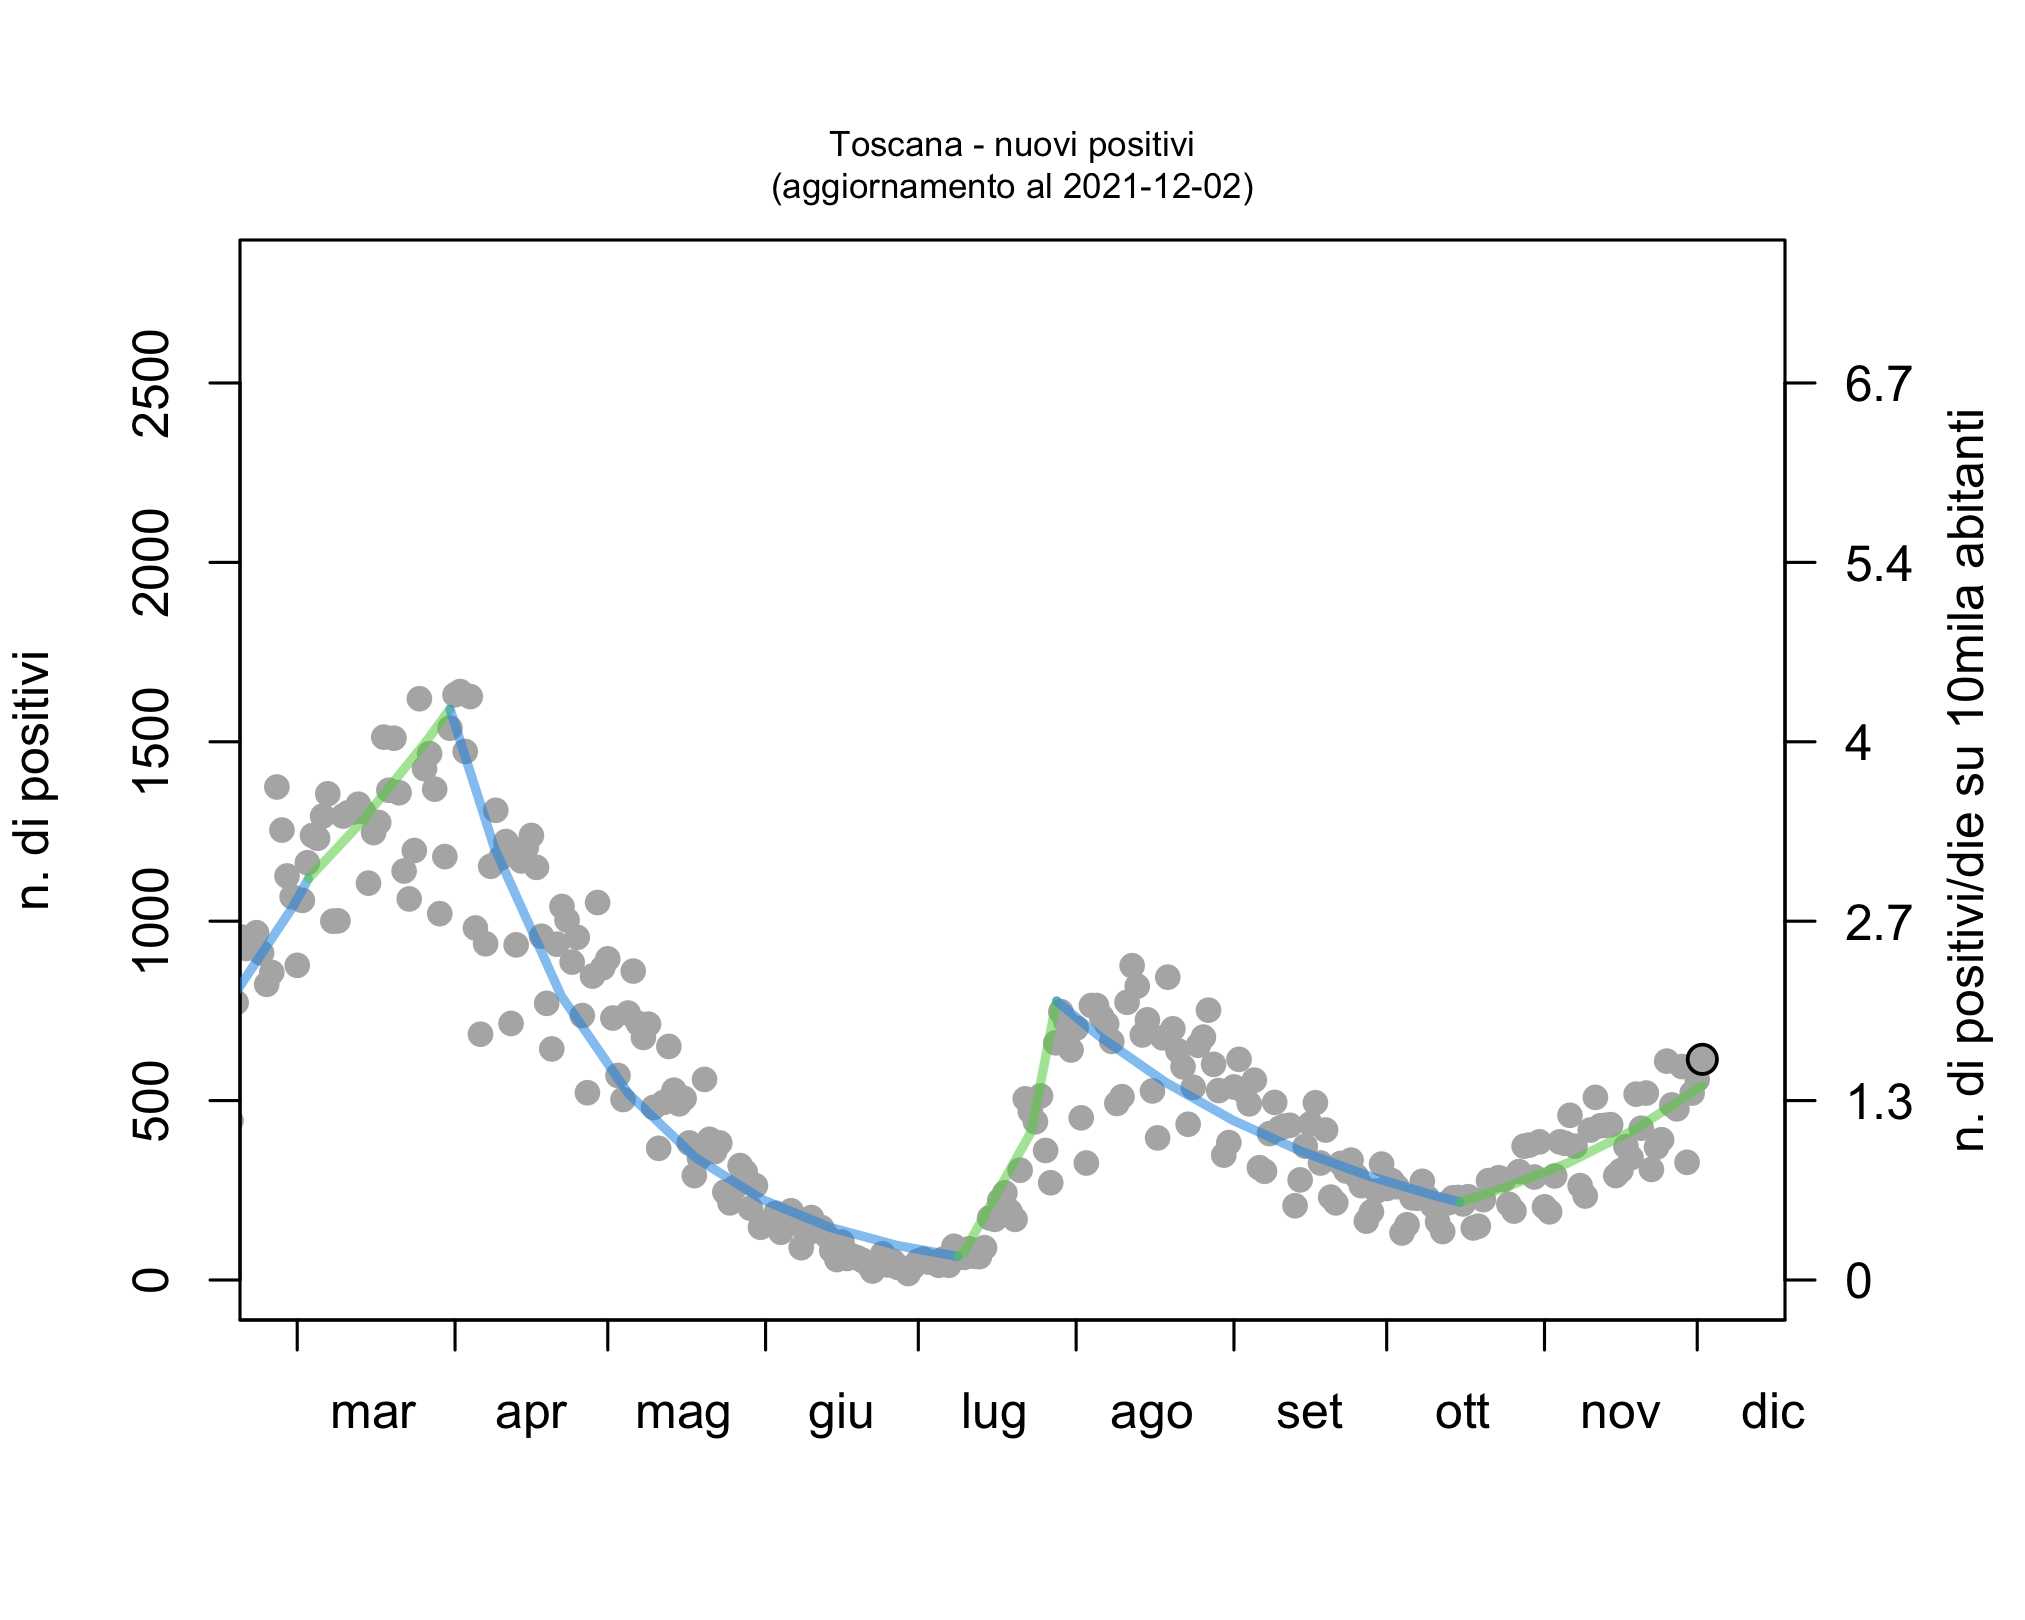 Toscana - nuovi positivi
(aggiornamento al 2021-12-02)
n. di positivi
2500
2000
1500
1000
500
0
6.7
5.4
4
2.7
1.3
0
n. di positivi/die su 10mila abitanti
mar apr mag giu lug ago set ott nov dic